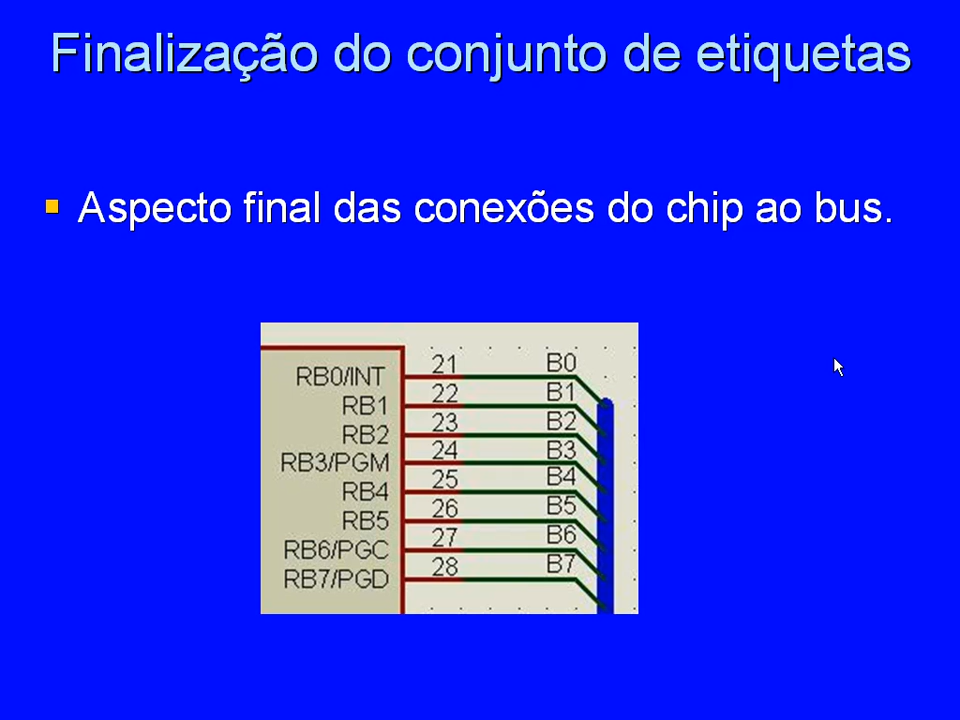 Finalização do conjunto de etiquetas
Aspecto final das conexões do chip ao bus.
RB0/INT 21 B0
RB1 22 B1
RB2 23 B2
RB3/PGM 24 B3
RB4 25 B4
RB5 26 B5
RB6/PGC 27 B6
RB7/PGD 28 B7